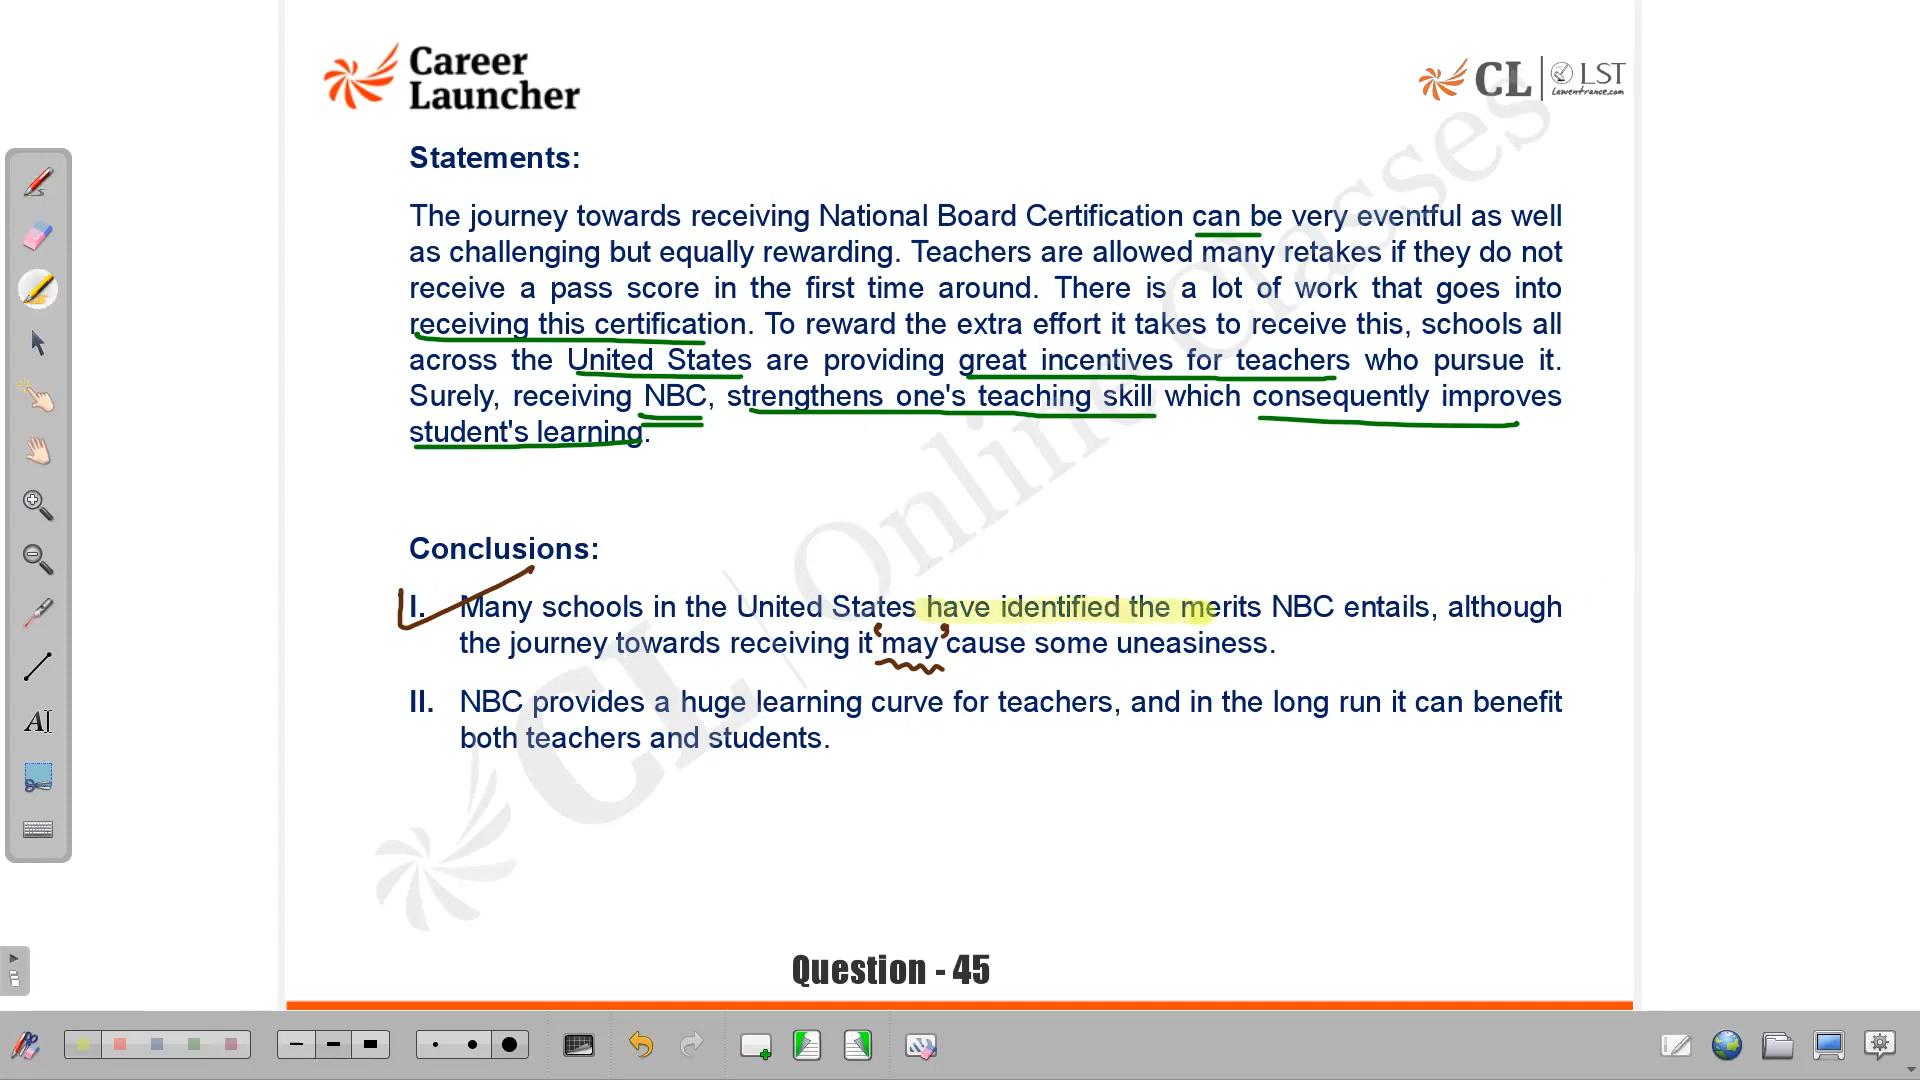 Career
Launcher
CL LST
Lawentrance.com
Statements:
The journey towards receiving National Board Certification can be very eventful as well
as challenging but equally rewarding. Teachers are allowed many retakes if they do not
receive a pass score in the first time around. There is a lot of work that goes into
receiving this certification. To reward the extra effort it takes to receive this, schools all
across the United States are providing great incentives for teachers who pursue it.
Surely, receiving NBC, strengthens one's teaching skill which consequently improves
student's learning.
Conclusions:
I. Many schools in the United States have identified the merits NBC entails, although
the journey towards receiving it 'may' cause some uneasiness.
II. NBC provides a huge learning curve for teachers, and in the long run it can benefit
both teachers and students.
CL | Online Classes
Question - 45